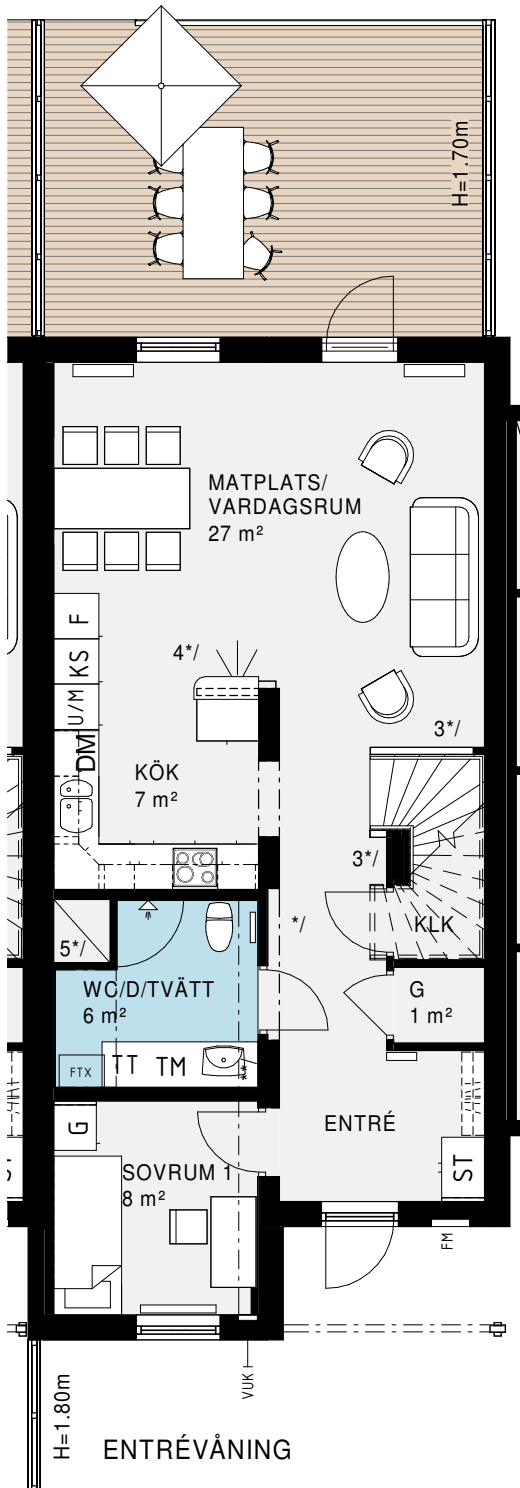 H=1.70m
MATPLATS/
VARDAGSRUM
27 m²
F
KS
U/M
DM
4*/
KÖK
7 m²
3*/
3*/
*/
KLK
5*/
WC/D/TVÄTT
6 m²
FTX
TT
TM
**
G
1 m²
ENTRÉ
G
SOVRUM 1
8 m²
ST
ST
FM
VUK
H=1.80m
ENTRÉVÅNING